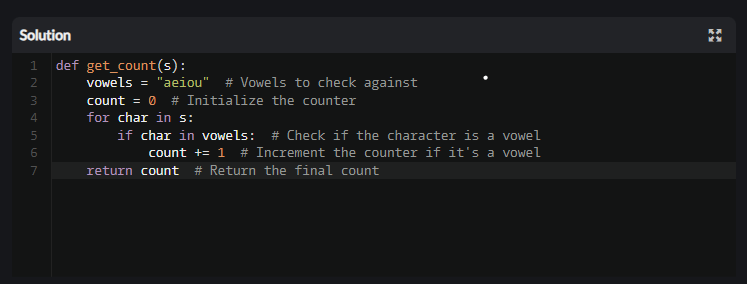 Solution
1 def get_count(s):
2     vowels = "aeiou"  # Vowels to check against
3     count = 0  # Initialize the counter
4     for char in s:
5         if char in vowels:  # Check if the character is a vowel
6             count += 1  # Increment the counter if it's a vowel
7     return count  # Return the final count